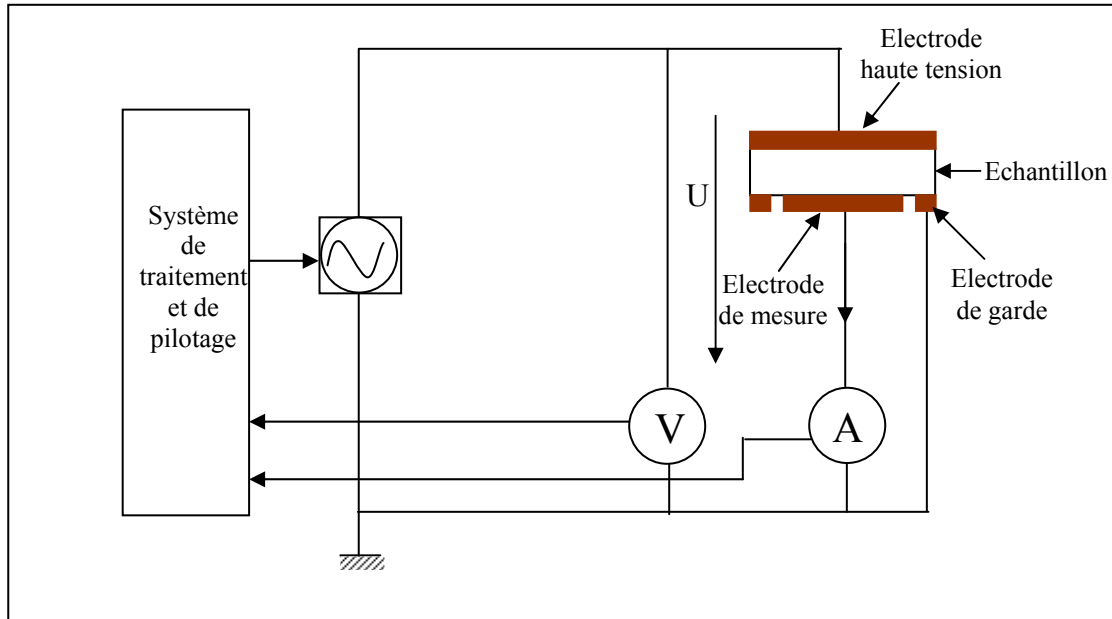 Electrode
haute tension
Echantillon
U
Système
de
traitement
et de
pilotage
Electrode
de mesure
Electrode
de garde
V
A